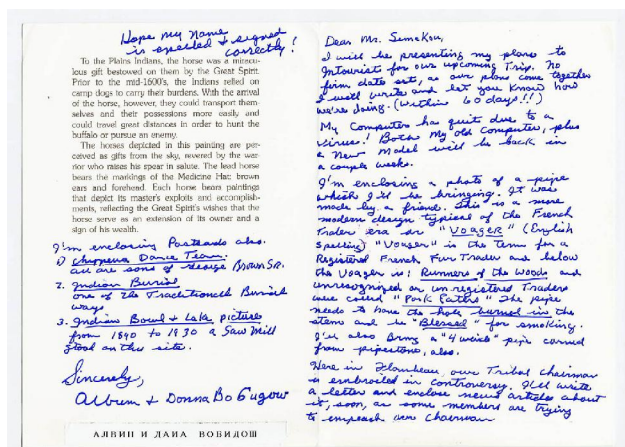 Hope my Name
is spelled & signed
correctly!
To the Plains Indians, the horse was a miracu-
lous gift bestowed on them by the Great Spirit.
Prior to the mid-1600's, the Indians relied on
camp dogs to carry their burdens. With the arrival
of the horse, however, they could transport them-
selves and their possessions more easily and
could travel great distances in order to hunt the
buffalo or pursue an enemy.
The horses depicted in this painting are per-
ceived as gifts from the sky, revered by the war-
rior who raises his spear in salute. The lead horse
bears the markings of the Medicine Hat: brown
ears and forehead. Each horse bears paintings
that depict its master's exploits and accomplish-
ments, reflecting the Great Spirit's wishes that the
horse serve as an extension of its owner and a
sign of his wealth.
I'm enclosing Postcards also.
1) Chippewa Dance Team.
all are sons of George Brown Sr.
2. Indian Burial
one of the Traditional Burial
ways
3. Indian Bowl & Lake pictures
from 1890 to 1930 a Saw Mill
stood on this site.
Sincerely,
& Donna
АЛВИН И ДАНА ВОБИДОШ
Dear Mr. Semekon,
I will be presenting my plans to
Intourist for our upcoming Trip. No
firm date set, as our plans come together
I will write and let you know how
we're doing. (within 60 days!!)
My Computer has quit due to a
virus! Both my old computer, plus
a New Model will be back in
a couple weeks.
I'm enclosing a photo of a pipe
which I'll be bringing. It was
made by a friend. This is a more
modern design typical of the French
Traders era or "VOAGER" (English
Spelling) "Voager" is the term for a
Registered French Fur Trader and below
the Voager is: Runners of the Woods and
unrecognized or un-registered Traders
were called "Pork Eaters" The pipe
needs to have the hole burned in the
stem and be "Blessed" for smoking.
I'll also bring a "4 winds" pipe carved
from pipestone, also.
Here in Flambeau, our Tribal Chairman
is embroiled in controversy. I'll write
a letter and enclose news articles about
it, soon, as some members are trying
to impeach our Chairman